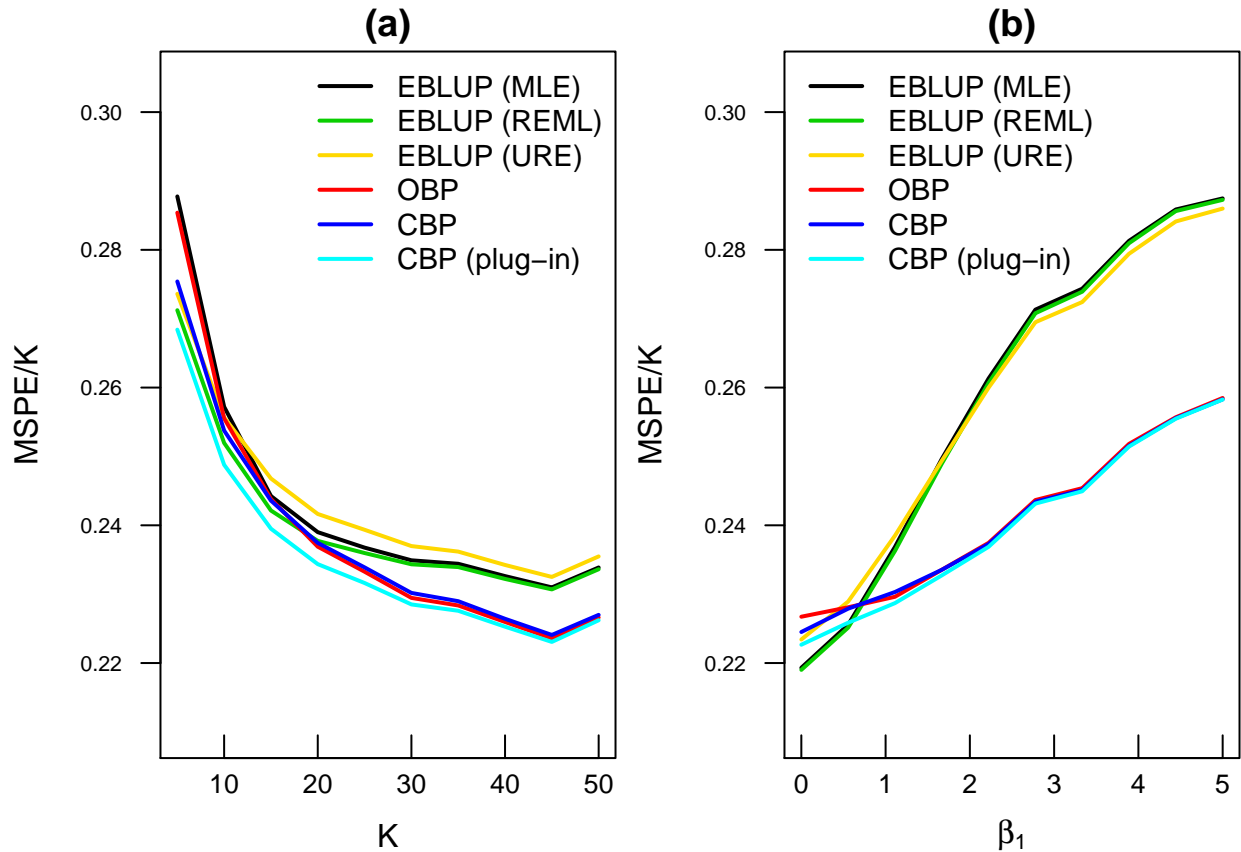 (a)
EBLUP (MLE)
EBLUP (REML)
EBLUP (URE)
OBP
CBP
CBP (plug−in)
0.30
0.28
0.26
0.24
0.22
MSPE/K
10 20 30 40 50
K
(b)
EBLUP (MLE)
EBLUP (REML)
EBLUP (URE)
OBP
CBP
CBP (plug−in)
0.30
0.28
0.26
0.24
0.22
MSPE/K
0 1 2 3 4 5
β₁